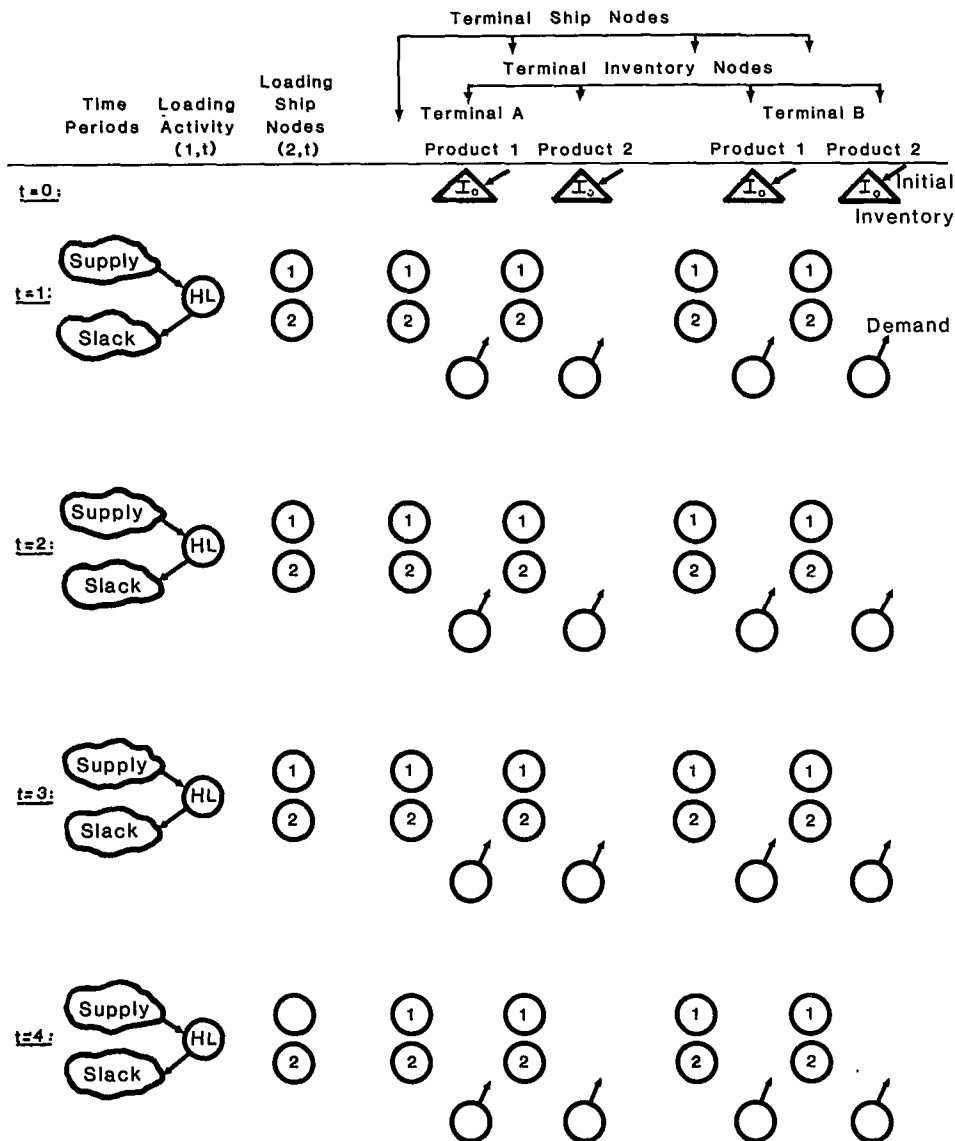 Terminal Ship Nodes
Terminal Inventory Nodes
Time Periods
Loading Activity (1,t)
Loading Ship Nodes (2,t)
Terminal A
Terminal B
Product 1 Product 2 Product 1 Product 2
t=0: I₀ I₀ I₀ I₀ Initial Inventory
Supply
1 1 1 1 1
t=1: HL
2 2 2 2 2
Slack
Demand
Supply
1 1 1 1 1
t=2: HL
2 2 2 2 2
Slack
Supply
1 1 1 1 1
t=3: HL
2 2 2 2 2
Slack
Supply
1 1 1 1
t=4: HL
2 2 2 2 2
Slack